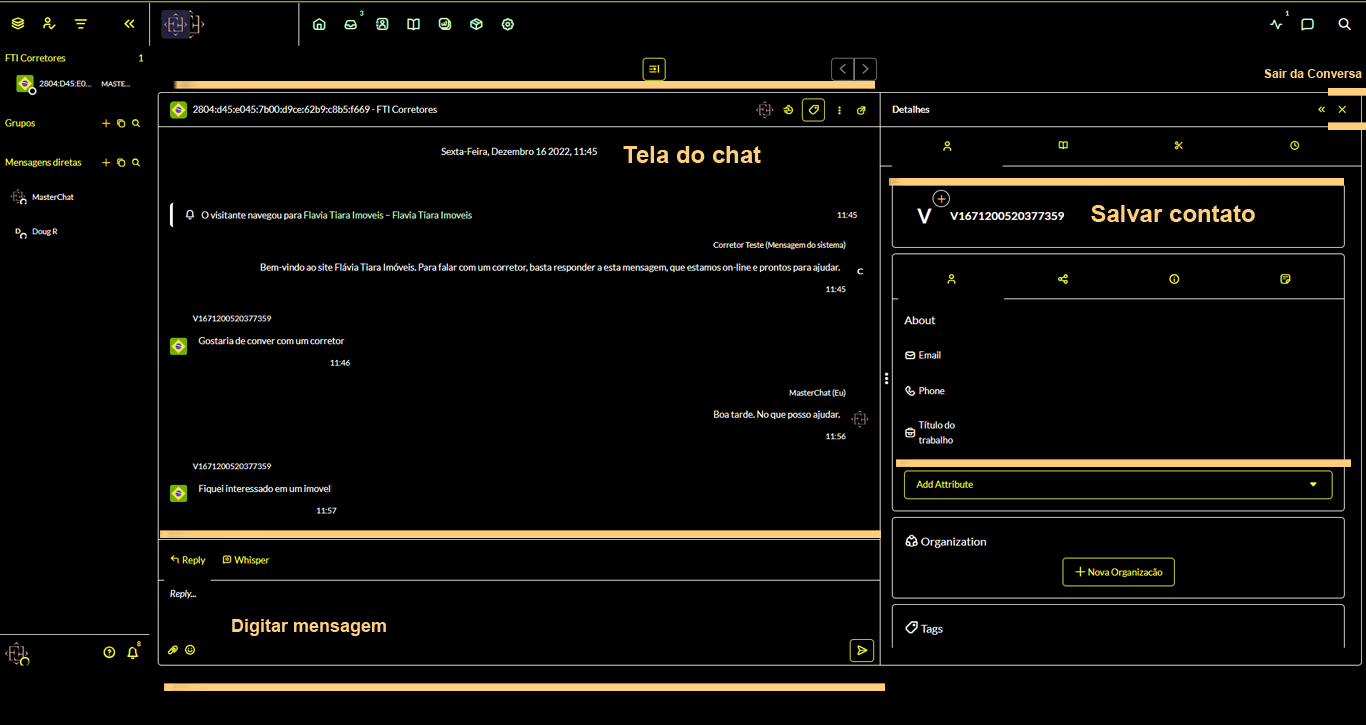 3
1
FTI Corretores 1
2804:D45:E0... MASTE...
Grupos
Mensagens diretas
MasterChat
D Doug R
8
Sair da Conversa
2804:d45:e045:7b00:d9ce:62b9:c8b5:f669 - FTI Corretores
Sexta-Feira, Dezembro 16 2022, 11:45
Tela do chat
O visitante navegou para Flavia Tiara Imoveis – Flavia Tiara Imoveis 11:45
Corretor Teste (Mensagem do sistema)
Bem-vindo ao site Flávia Tiara Imóveis. Para falar com um corretor, basta responder a esta mensagem, que estamos on-line e prontos para ajudar. C
11:45
V1671200520377359
Gostaria de conver com um corretor
11:46
MasterChat (Eu)
Boa tarde. No que posso ajudar.
11:56
V1671200520377359
Fiquei interessado em um imovel
11:57
Reply Whisper
Reply...
Digitar mensagem
Detalhes
V V1671200520377359 Salvar contato
About
Email
Phone
Título do
trabalho
Add Attribute
Organization
Nova Organizacão
Tags